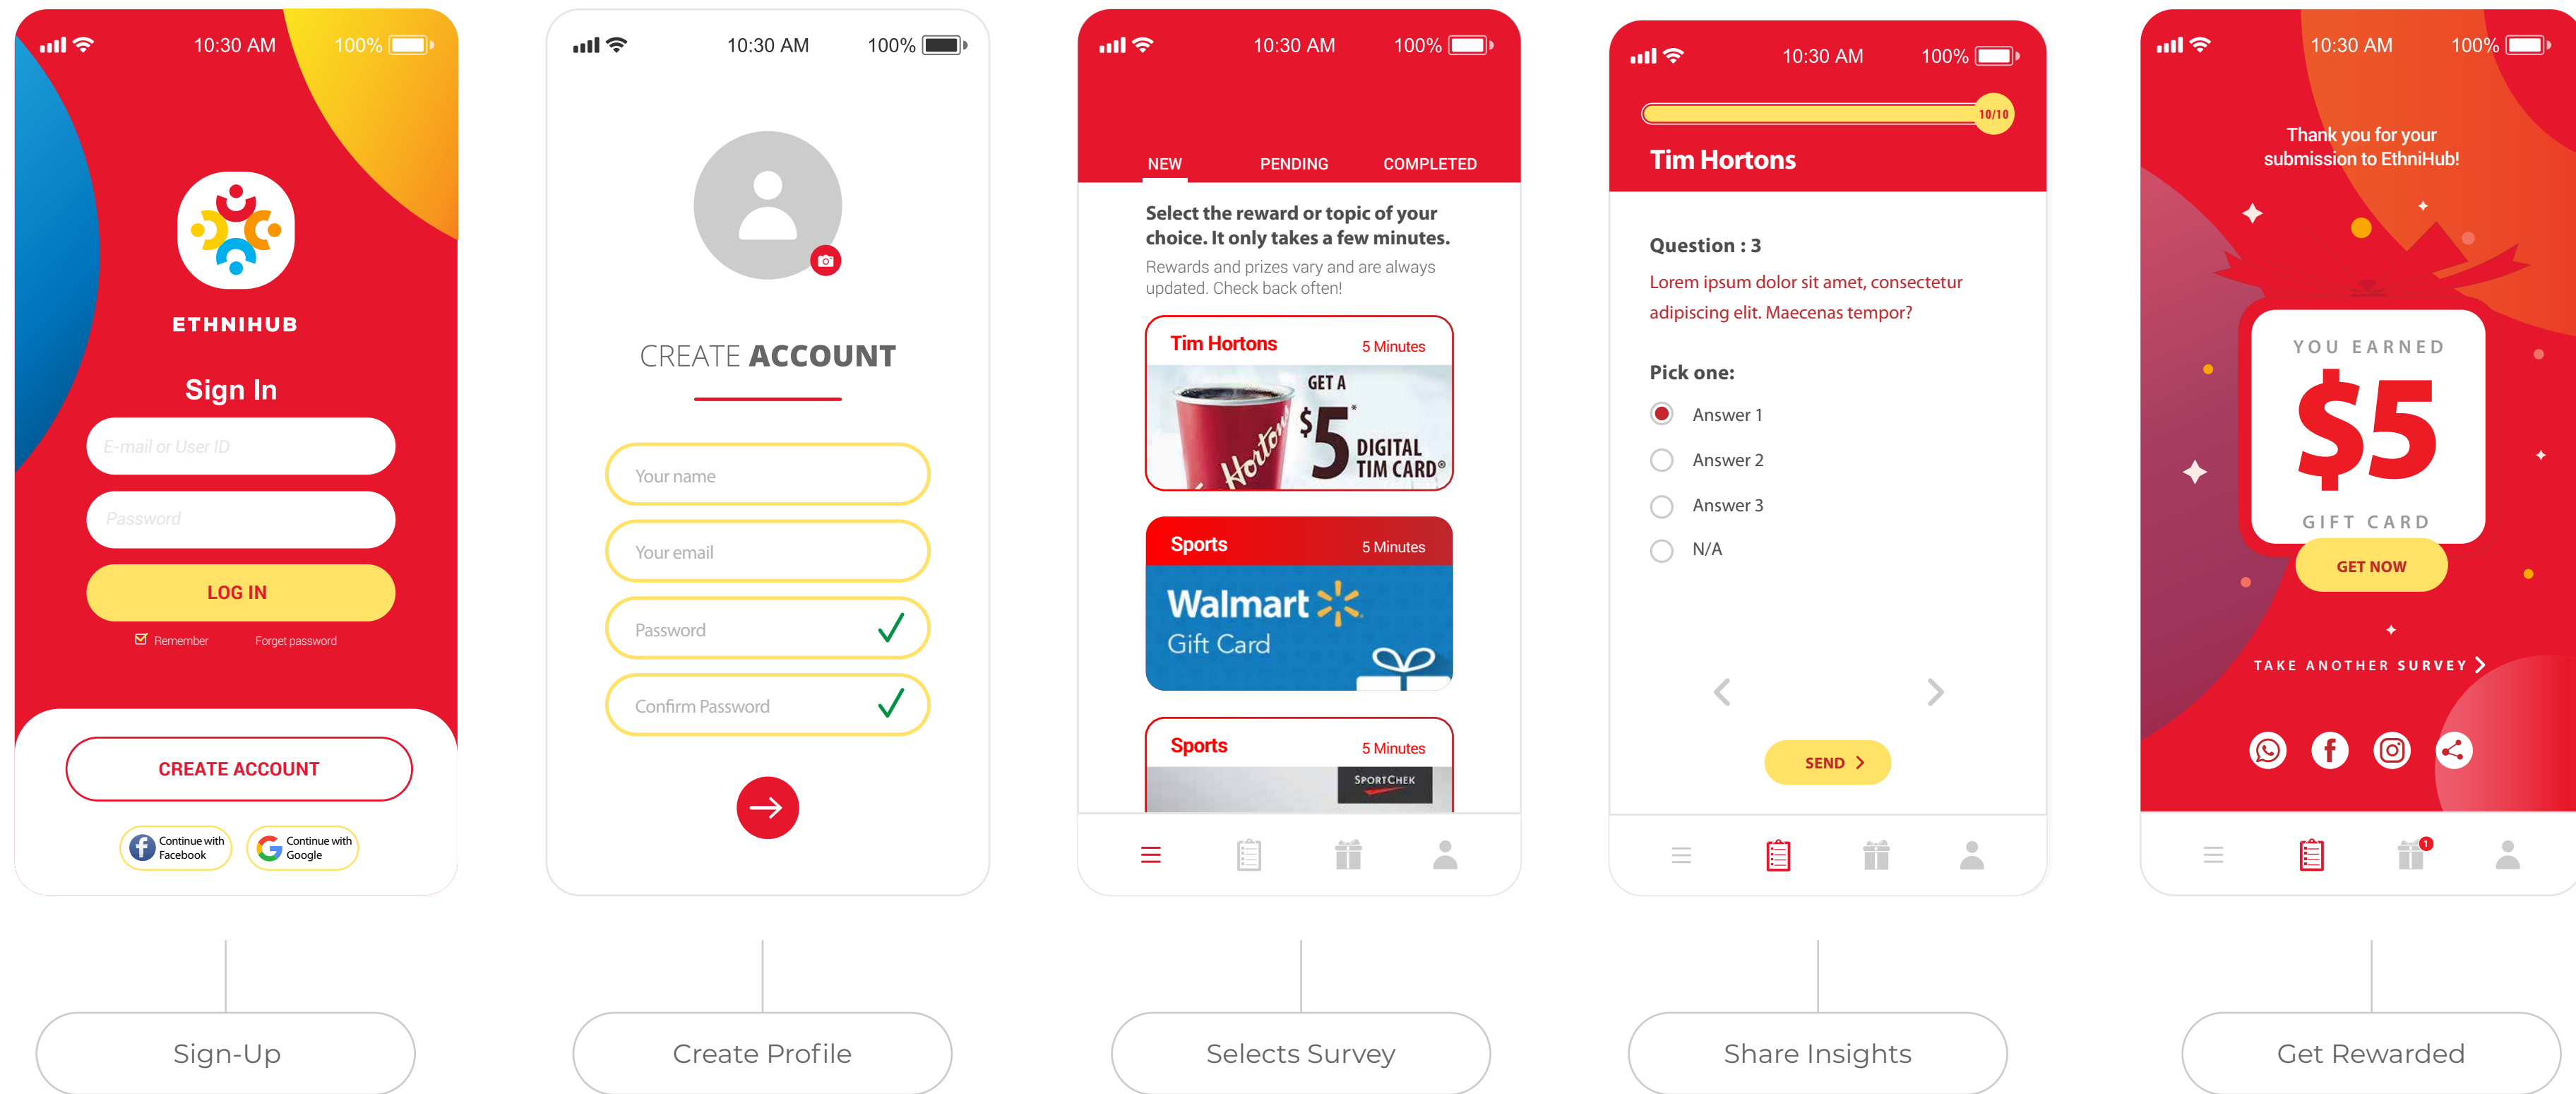 10:30 AM 100%
ETHNIHUB
Sign In
E-mail or User ID
Password
LOG IN
Remember Forget password
CREATE ACCOUNT
Continue with
Facebook
Continue with
Google
Sign-Up
10:30 AM 100%
CREATE ACCOUNT
Your name
Your email
Password
Confirm Password
Create Profile
10:30 AM 100%
NEW PENDING COMPLETED
Select the reward or topic of your
choice. It only takes a few minutes.
Rewards and prizes vary and are always
updated. Check back often!
Tim Hortons 5 Minutes
GET A
$5*
DIGITAL
TIM CARD®
Horton
Sports 5 Minutes
Walmart
Gift Card
Sports 5 Minutes
SPORTCHEK
Selects Survey
10:30 AM 100%
10/10
Tim Hortons
Question : 3
Lorem ipsum dolor sit amet, consectetur
adipiscing elit. Maecenas tempor?
Pick one:
Answer 1
Answer 2
Answer 3
N/A
SEND
Share Insights
10:30 AM 100%
Thank you for your
submission to EthniHub!
YOU EARNED
$5
GIFT CARD
GET NOW
TAKE ANOTHER SURVEY
1
Get Rewarded